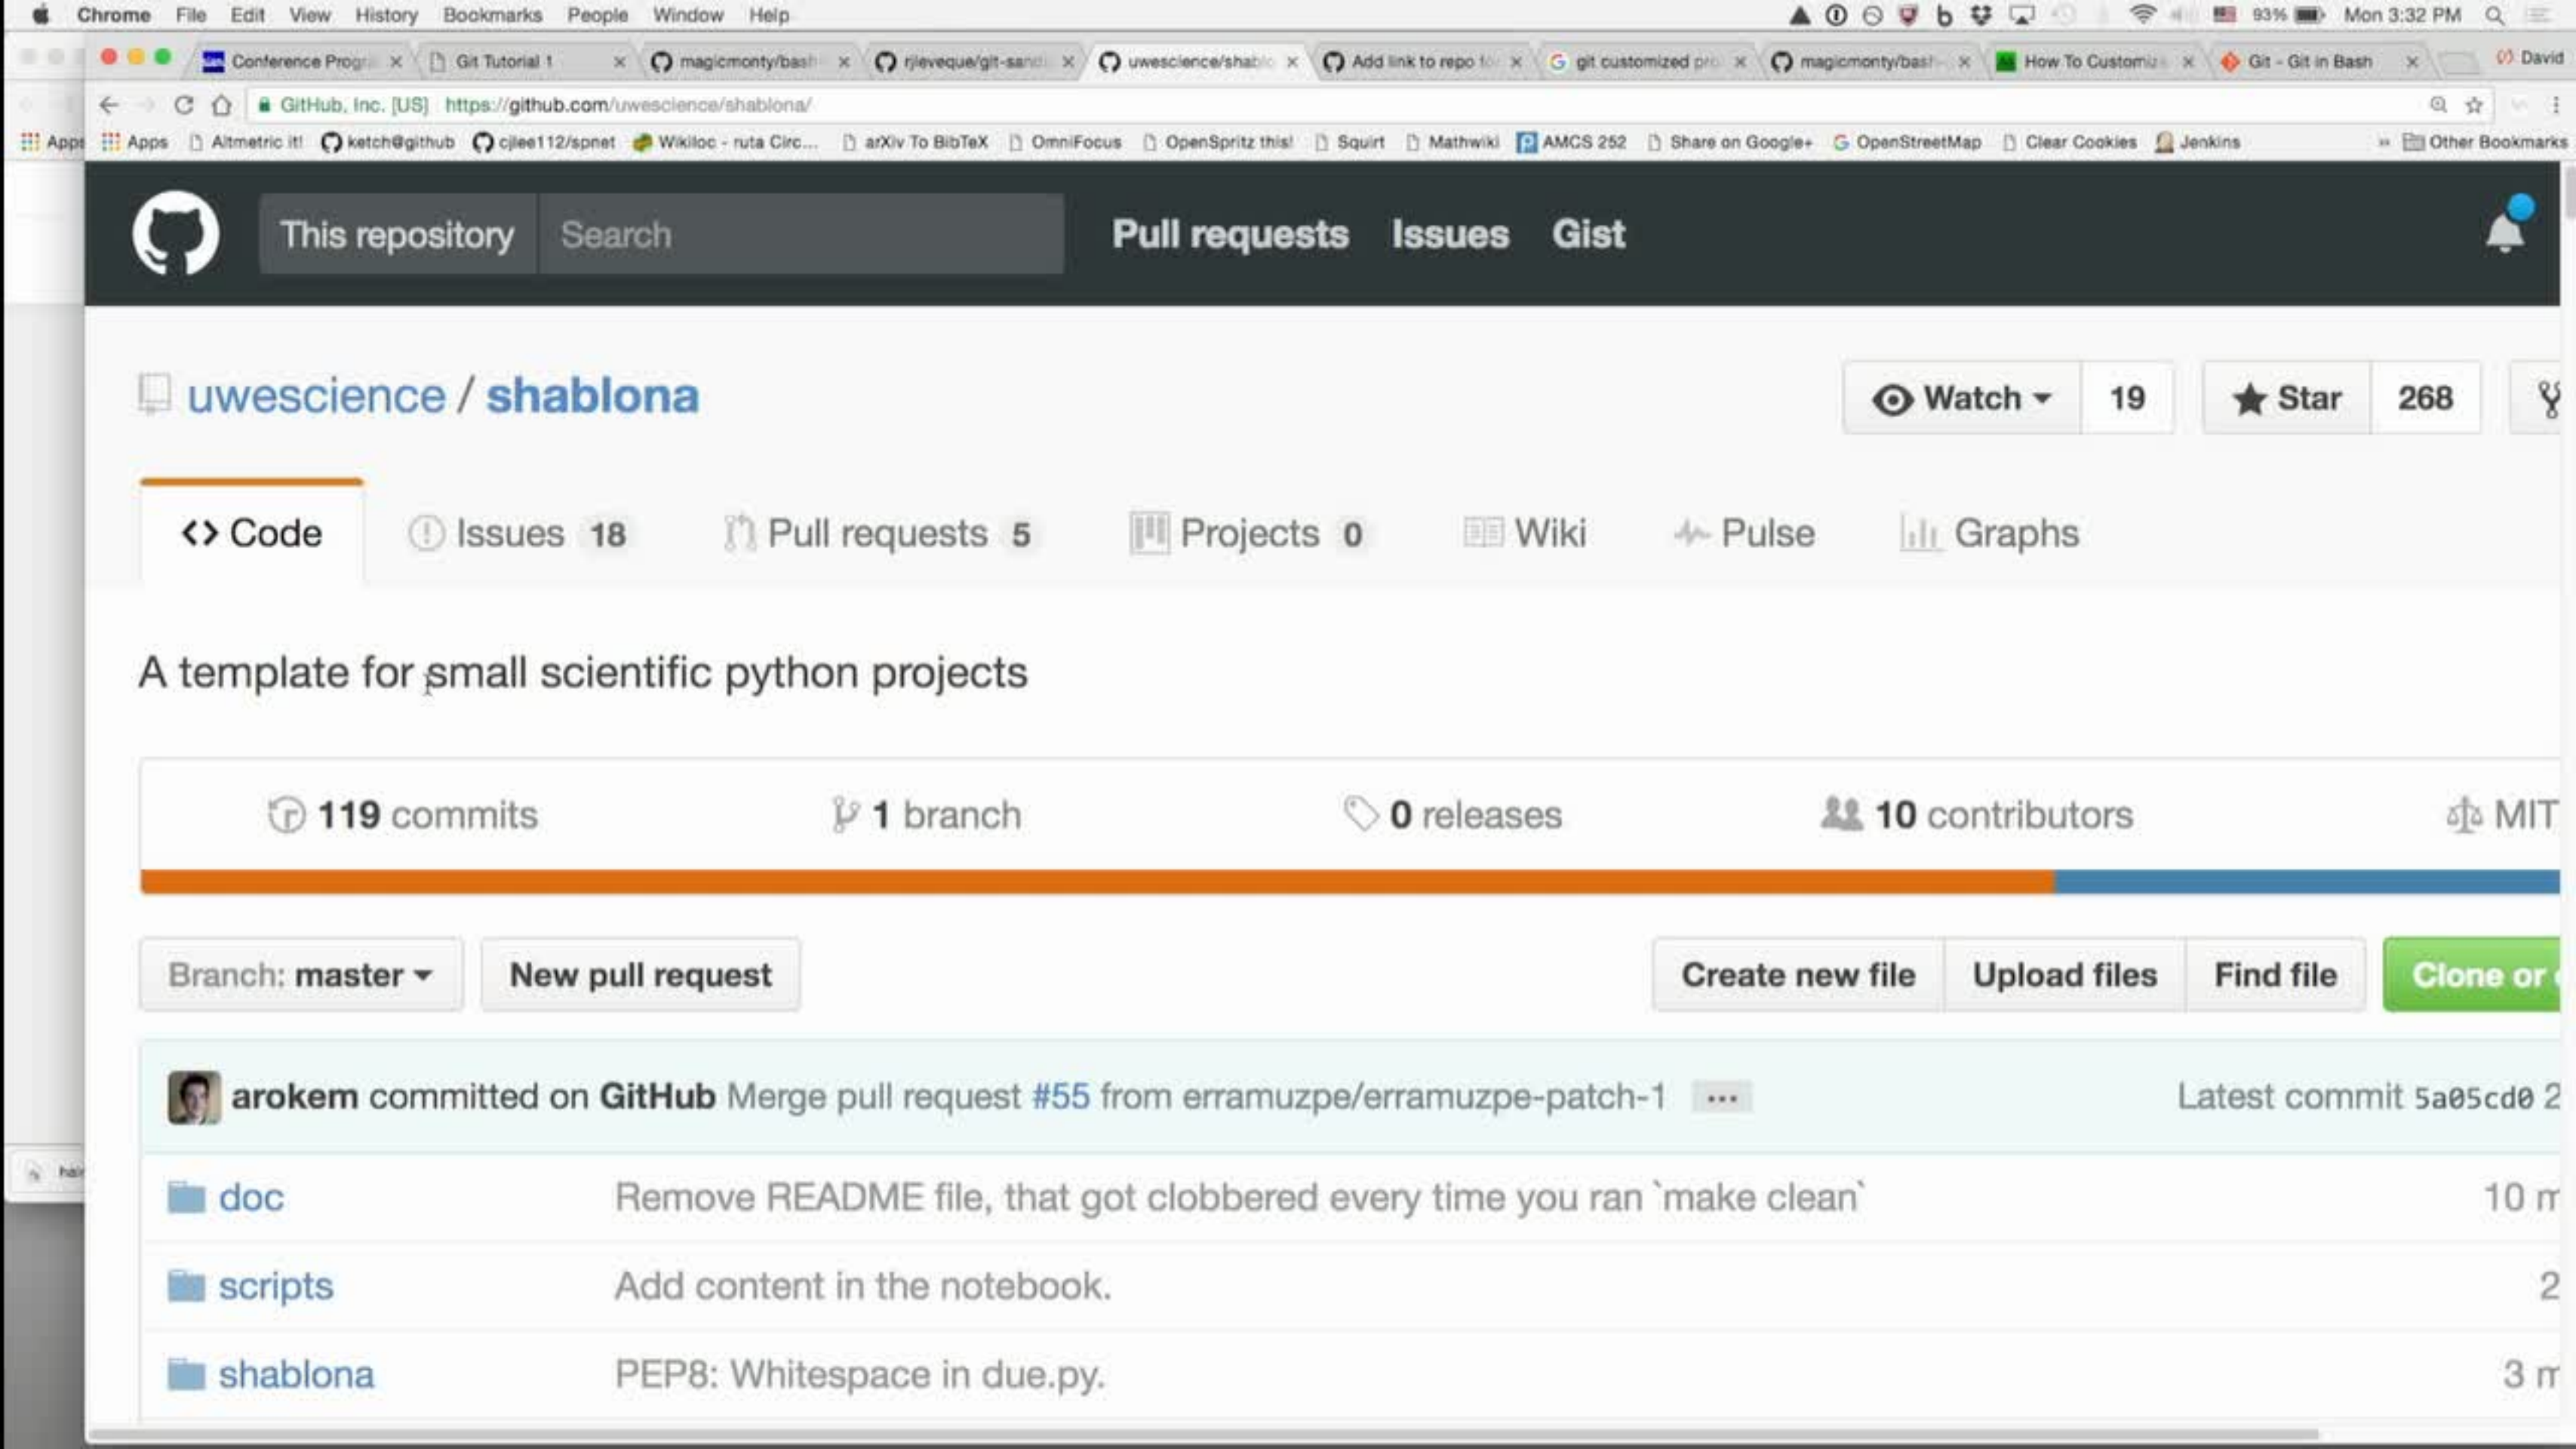 Chrome File Edit View History Bookmarks People Window Help 93% Mon 3:32 PM
Conference Progra Git Tutorial 1 magicmonty/bash rjleveque/git-sand uwescience/shablo Add link to repo for git customized pro magicmonty/bash How To Customiz Git - Git in Bash David
GitHub, Inc. [US] https://github.com/uwescience/shablona/
Apps Apps Altmetric it! ketch@github cjlee112/spnet Wikiloc - ruta Circ... arXiv To BibTeX OmniFocus OpenSpritz this! Squirt Mathwiki AMCS 252 Share on Google+ OpenStreetMap Clear Cookies Jenkins » Other Bookmarks
This repository Search Pull requests Issues Gist
uwescience / shablona Watch 19 Star 268
<> Code Issues 18 Pull requests 5 Projects 0 Wiki Pulse Graphs
A template for small scientific python projects
119 commits 1 branch 0 releases 10 contributors MIT
Branch: master New pull request Create new file Upload files Find file Clone or
arokem committed on GitHub Merge pull request #55 from erramuzpe/erramuzpe-patch-1 ... Latest commit 5a05cd0 2
hair
doc Remove README file, that got clobbered every time you ran `make clean` 10 m
scripts Add content in the notebook. 2
shablona PEP8: Whitespace in due.py. 3 m